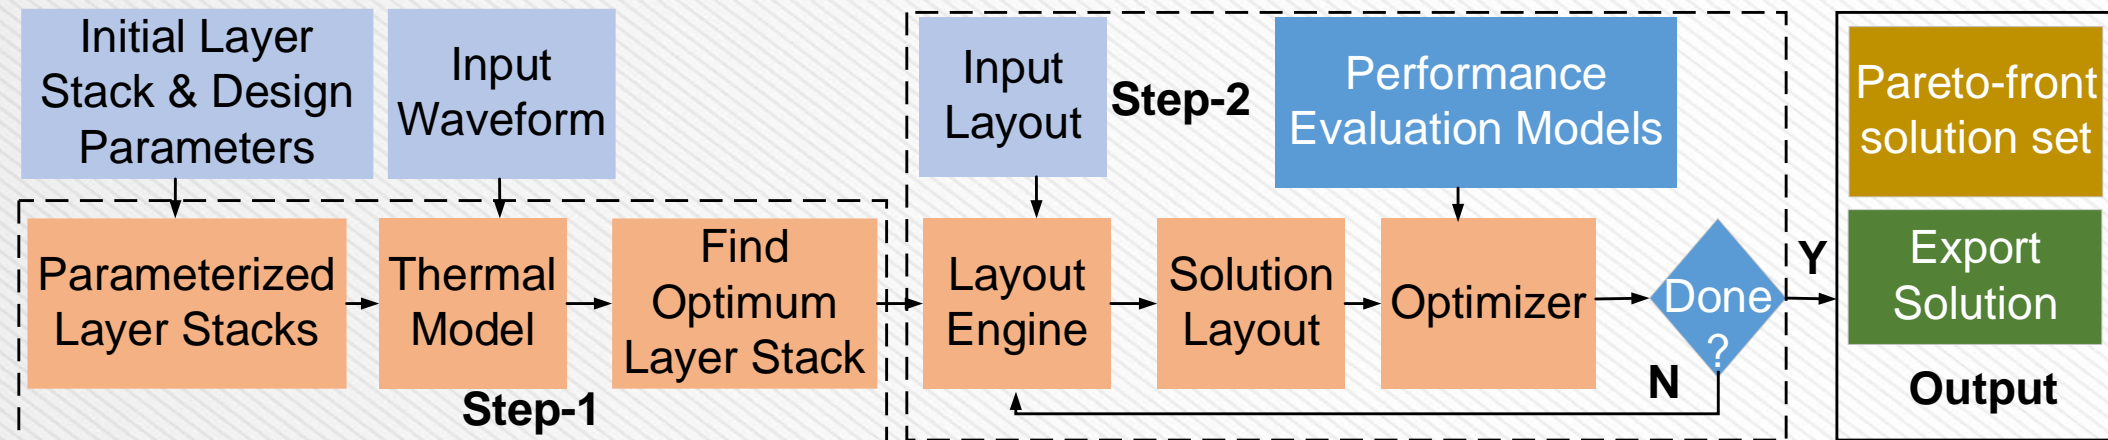 Initial Layer
Stack & Design
Parameters
Input
Waveform
Parameterized
Layer Stacks
Thermal
Model
Find
Optimum
Layer Stack
Step-1
Input
Layout
Step-2
Performance
Evaluation Models
Layout
Engine
Solution
Layout
Optimizer
Done
?
N
Y
Pareto-front
solution set
Export
Solution
Output